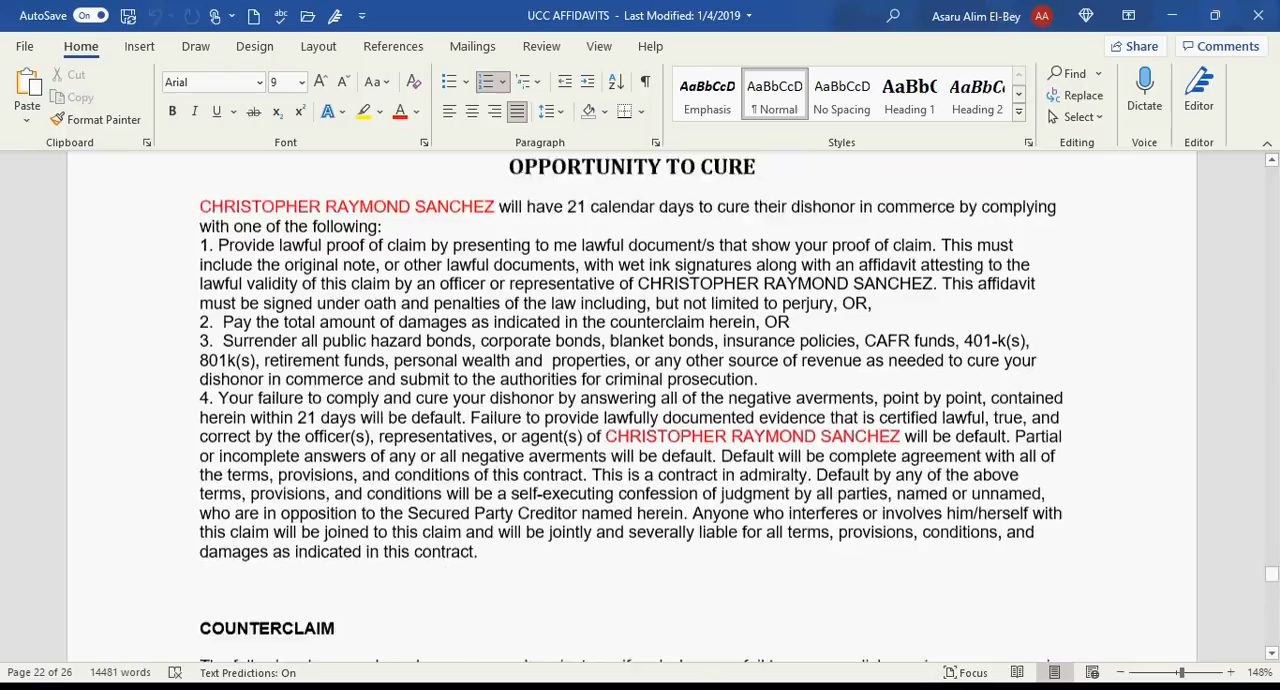 AutoSave On UCC AFFIDAVITS - Last Modified: 1/4/2019 Asaru Alim El-Bey AA
File Home Insert Draw Design Layout References Mailings Review View Help Share Comments
Paste Cut Copy Format Painter
Arial 9
AaBbCcD AaBbCcD AaBbCcD AaBbC AaBbCc
Emphasis ¶ Normal No Spacing Heading 1 Heading 2
Find Replace Select Dictate Editor
Clipboard Font Paragraph Styles Editing Voice Editor
OPPORTUNITY TO CURE
CHRISTOPHER RAYMOND SANCHEZ will have 21 calendar days to cure their dishonor in commerce by complying
with one of the following:
1. Provide lawful proof of claim by presenting to me lawful document/s that show your proof of claim. This must
include the original note, or other lawful documents, with wet ink signatures along with an affidavit attesting to the
lawful validity of this claim by an officer or representative of CHRISTOPHER RAYMOND SANCHEZ. This affidavit
must be signed under oath and penalties of the law including, but not limited to perjury, OR,
2. Pay the total amount of damages as indicated in the counterclaim herein, OR
3. Surrender all public hazard bonds, corporate bonds, blanket bonds, insurance policies, CAFR funds, 401-k(s),
801k(s), retirement funds, personal wealth and properties, or any other source of revenue as needed to cure your
dishonor in commerce and submit to the authorities for criminal prosecution.
4. Your failure to comply and cure your dishonor by answering all of the negative averments, point by point, contained
herein within 21 days will be default. Failure to provide lawfully documented evidence that is certified lawful, true, and
correct by the officer(s), representatives, or agent(s) of CHRISTOPHER RAYMOND SANCHEZ will be default. Partial
or incomplete answers of any or all negative averments will be default. Default will be complete agreement with all of
the terms, provisions, and conditions of this contract. This is a contract in admiralty. Default by any of the above
terms, provisions, and conditions will be a self-executing confession of judgment by all parties, named or unnamed,
who are in opposition to the Secured Party Creditor named herein. Anyone who interferes or involves him/herself with
this claim will be joined to this claim and will be jointly and severally liable for all terms, provisions, conditions, and
damages as indicated in this contract.
COUNTERCLAIM
Page 22 of 26 14481 words Text Predictions: On Focus 148%